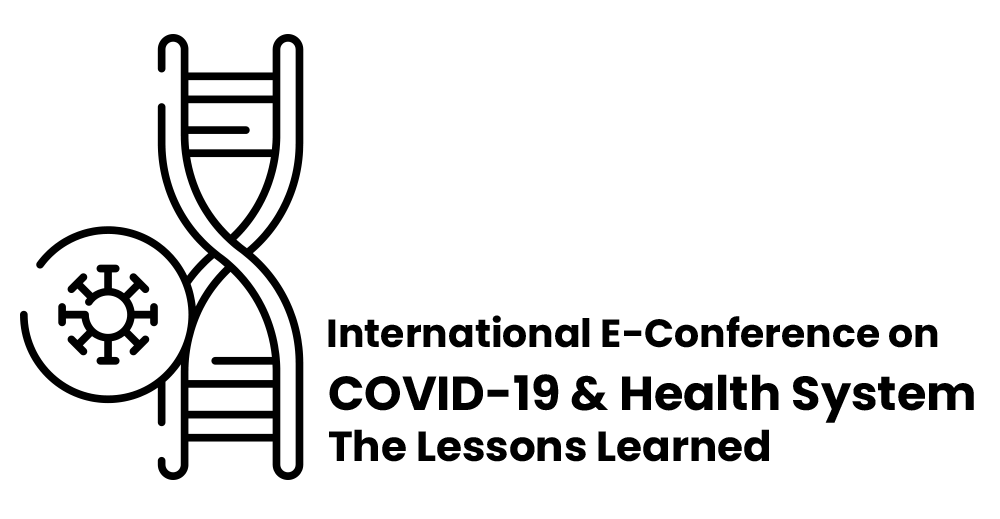 International E-Conference on
COVID-19 & Health System
The Lessons Learned